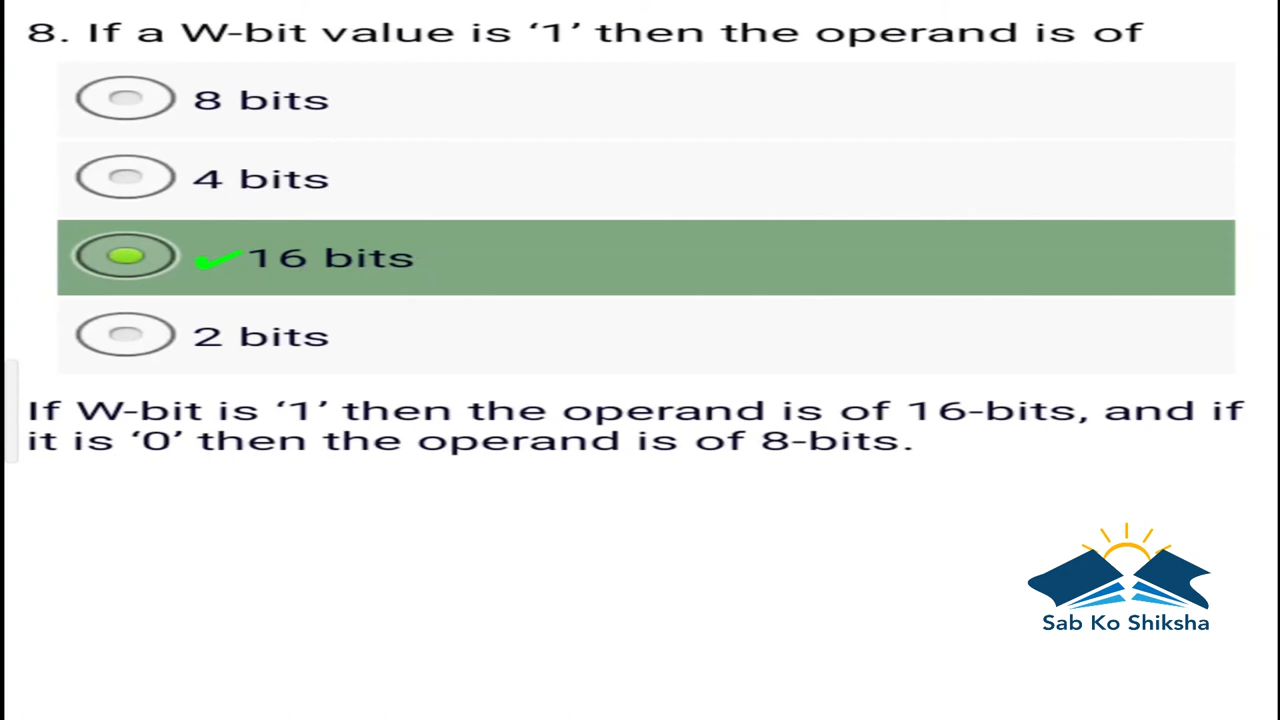 8. If a W-bit value is ‘1’ then the operand is of
8 bits
4 bits
16 bits
2 bits
If W-bit is ‘1’ then the operand is of 16-bits, and if
it is ‘0’ then the operand is of 8-bits.
Sab Ko Shiksha